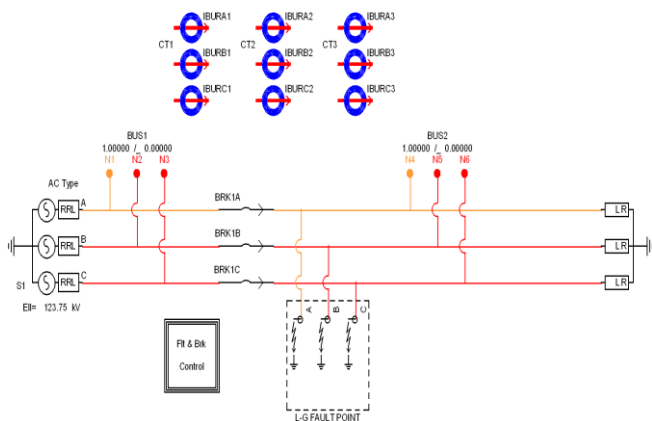 IBURA1 IBURA2 IBURA3
CT1 CT2 CT3
IBURB1 IBURB2 IBURB3
IBURC1 IBURC2 IBURC3
BUS1 BUS2
1.00000 /_ 0.00000 1.00000 /_ 0.00000
N1 N2 N3 N4 N5 N6
AC Type
RRL A BRK1A LR
RRL B BRK1B LR
RRL C BRK1C LR
S1
Ell= 123.75 kV
A B C
Flt & Brk
Control
L-G FAULT POINT